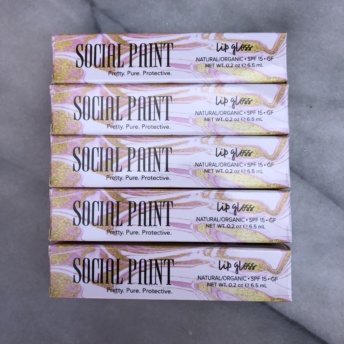 SOCIAL PAINT
Pretty. Pure. Protective.
Lip gloss
NATURAL/ORGANIC • SPF 15 • GF
NET WT. 0.2 oz ℮ 6.5 mL
SOCIAL PAINT
Pretty. Pure. Protective.
Lip gloss
NATURAL/ORGANIC • SPF 15 • GF
NET WT. 0.2 oz ℮ 6.5 mL
SOCIAL PAINT
Pretty. Pure. Protective.
Lip gloss
NATURAL/ORGANIC • SPF 15 • GF
NET WT. 0.2 oz ℮ 6.5 mL
SOCIAL PAINT
Pretty. Pure. Protective.
Lip gloss
NATURAL/ORGANIC • SPF 15 • GF
NET WT. 0.2 oz ℮ 6.5 mL
SOCIAL PAINT
Pretty. Pure. Protective.
Lip gloss
NATURAL/ORGANIC • SPF 15 • GF
NET WT. 0.2 oz ℮ 6.5 mL